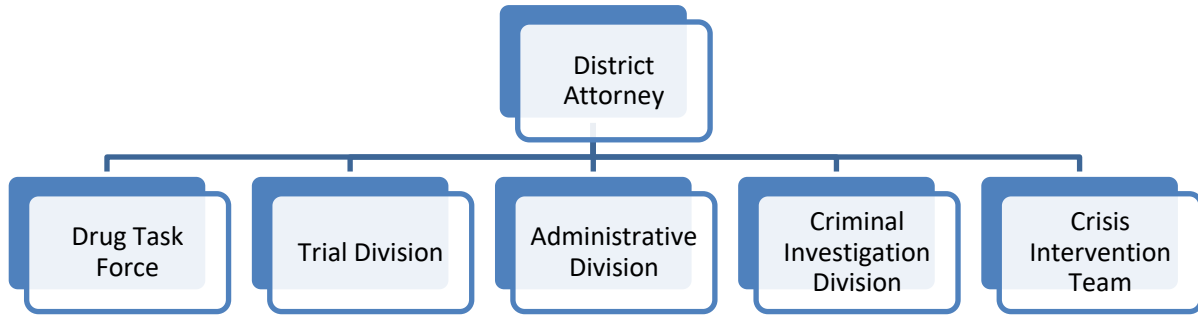 District
Attorney
Drug Task
Force
Trial Division
Administrative
Division
Criminal
Investigation
Division
Crisis
Intervention
Team